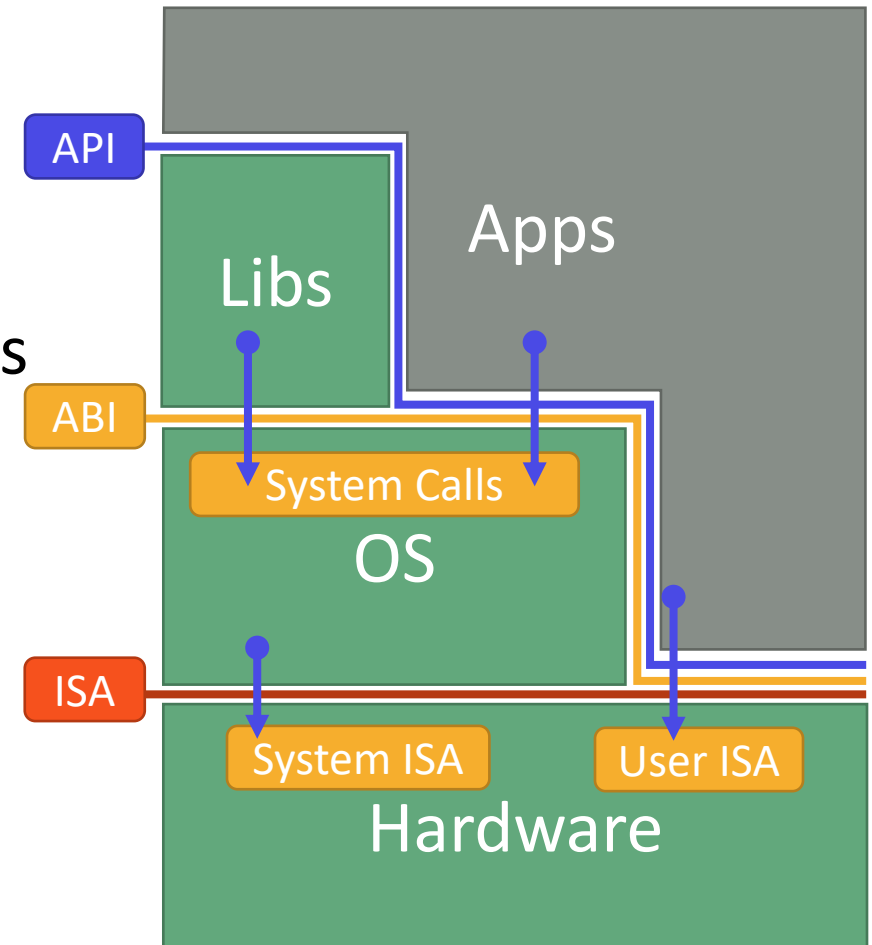 API
Apps
Libs
s
ABI
System Calls
OS
ISA
System ISA
User ISA
Hardware